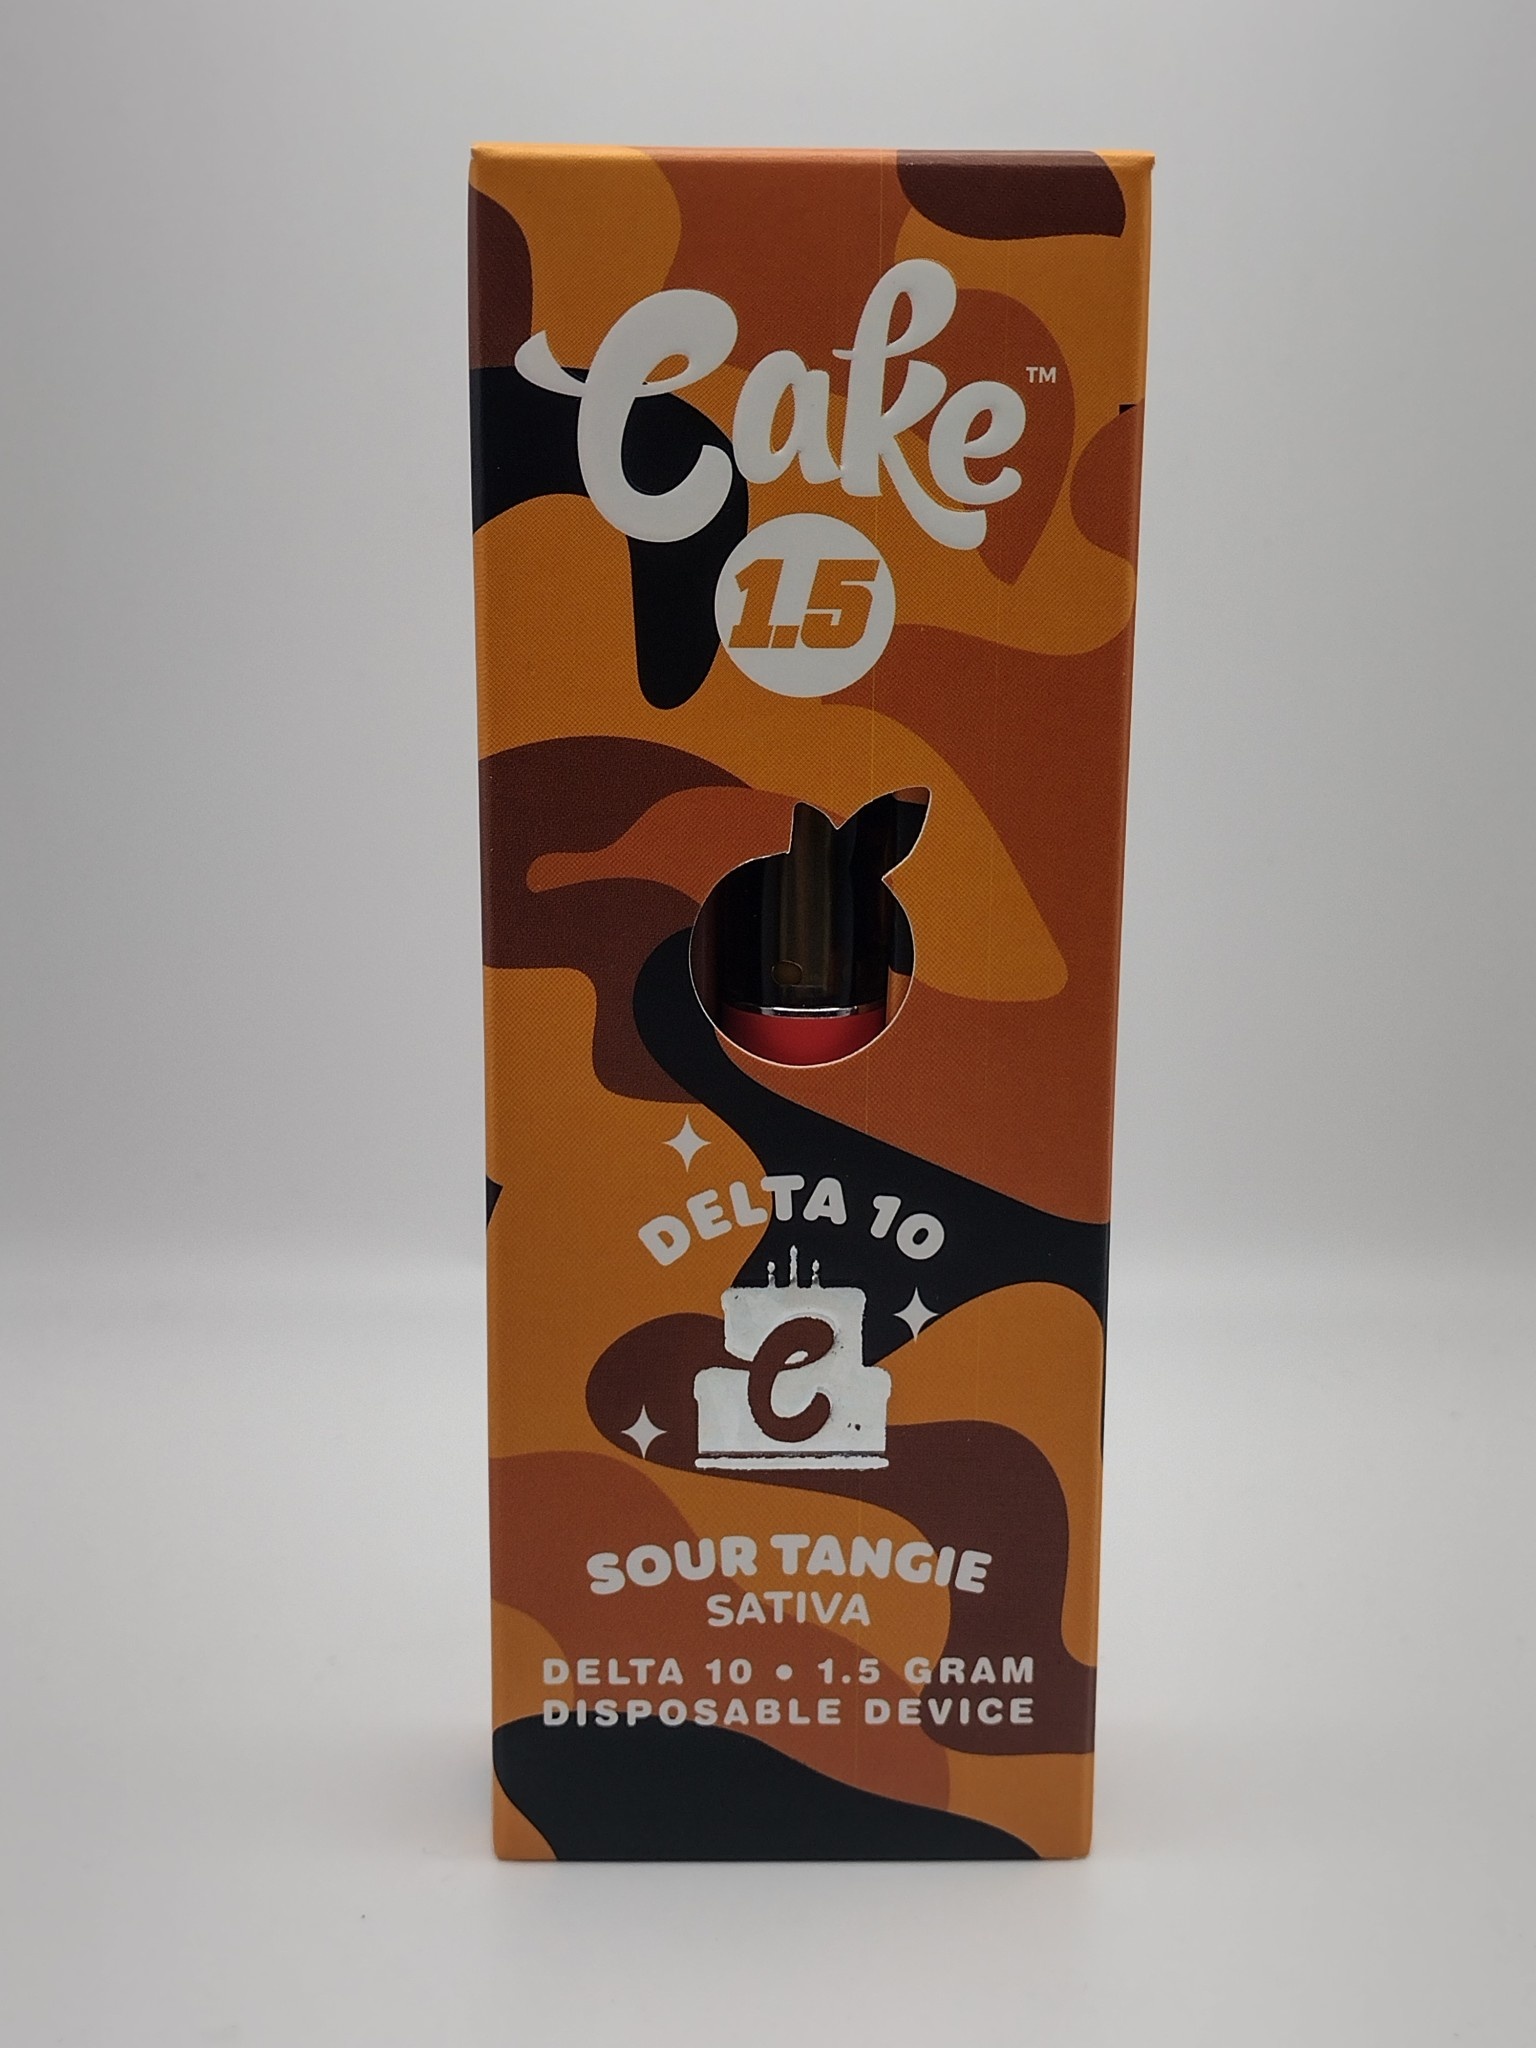 Cake™
1.5
DELTA 10
C
SOUR TANGIE
SATIVA
DELTA 10 • 1.5 GRAM
DISPOSABLE DEVICE